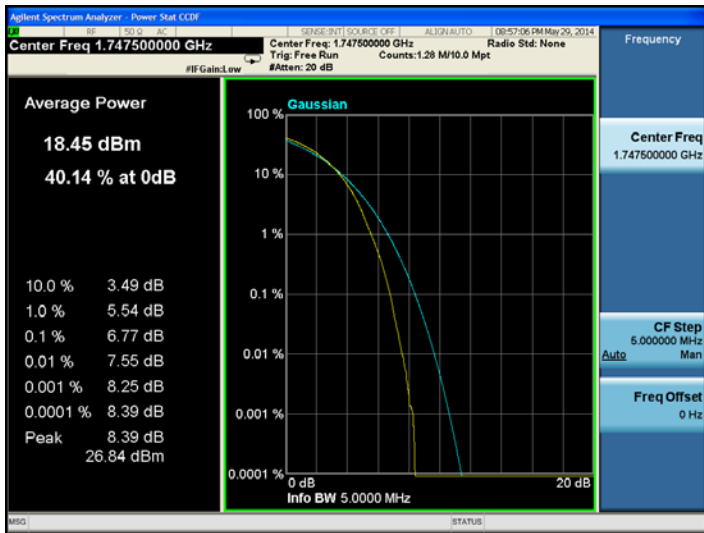 Agilent Spectrum Analyzer - Power Stat CCDF
RF 50 Ω AC SENSE:INT SOURCE OFF ALIGN AUTO 08:57:06 PM May 29, 2014
Center Freq 1.747500000 GHz
Center Freq: 1.747500000 GHz Radio Std: None
Trig: Free Run Counts:1.28 M/10.0 Mpt
#IFGain:Low #Atten: 20 dB
Frequency
Average Power
18.45 dBm
40.14 % at 0dB
10.0 % 3.49 dB
1.0 % 5.54 dB
0.1 % 6.77 dB
0.01 % 7.55 dB
0.001 % 8.25 dB
0.0001 % 8.39 dB
Peak 8.39 dB
26.84 dBm
Gaussian
100 %
10 %
1 %
0.1 %
0.01 %
0.001 %
0.0001 %
0 dB 20 dB
Info BW 5.0000 MHz
Center Freq
1.747500000 GHz
CF Step
5.000000 MHz
Auto Man
Freq Offset
0 Hz
MSG STATUS